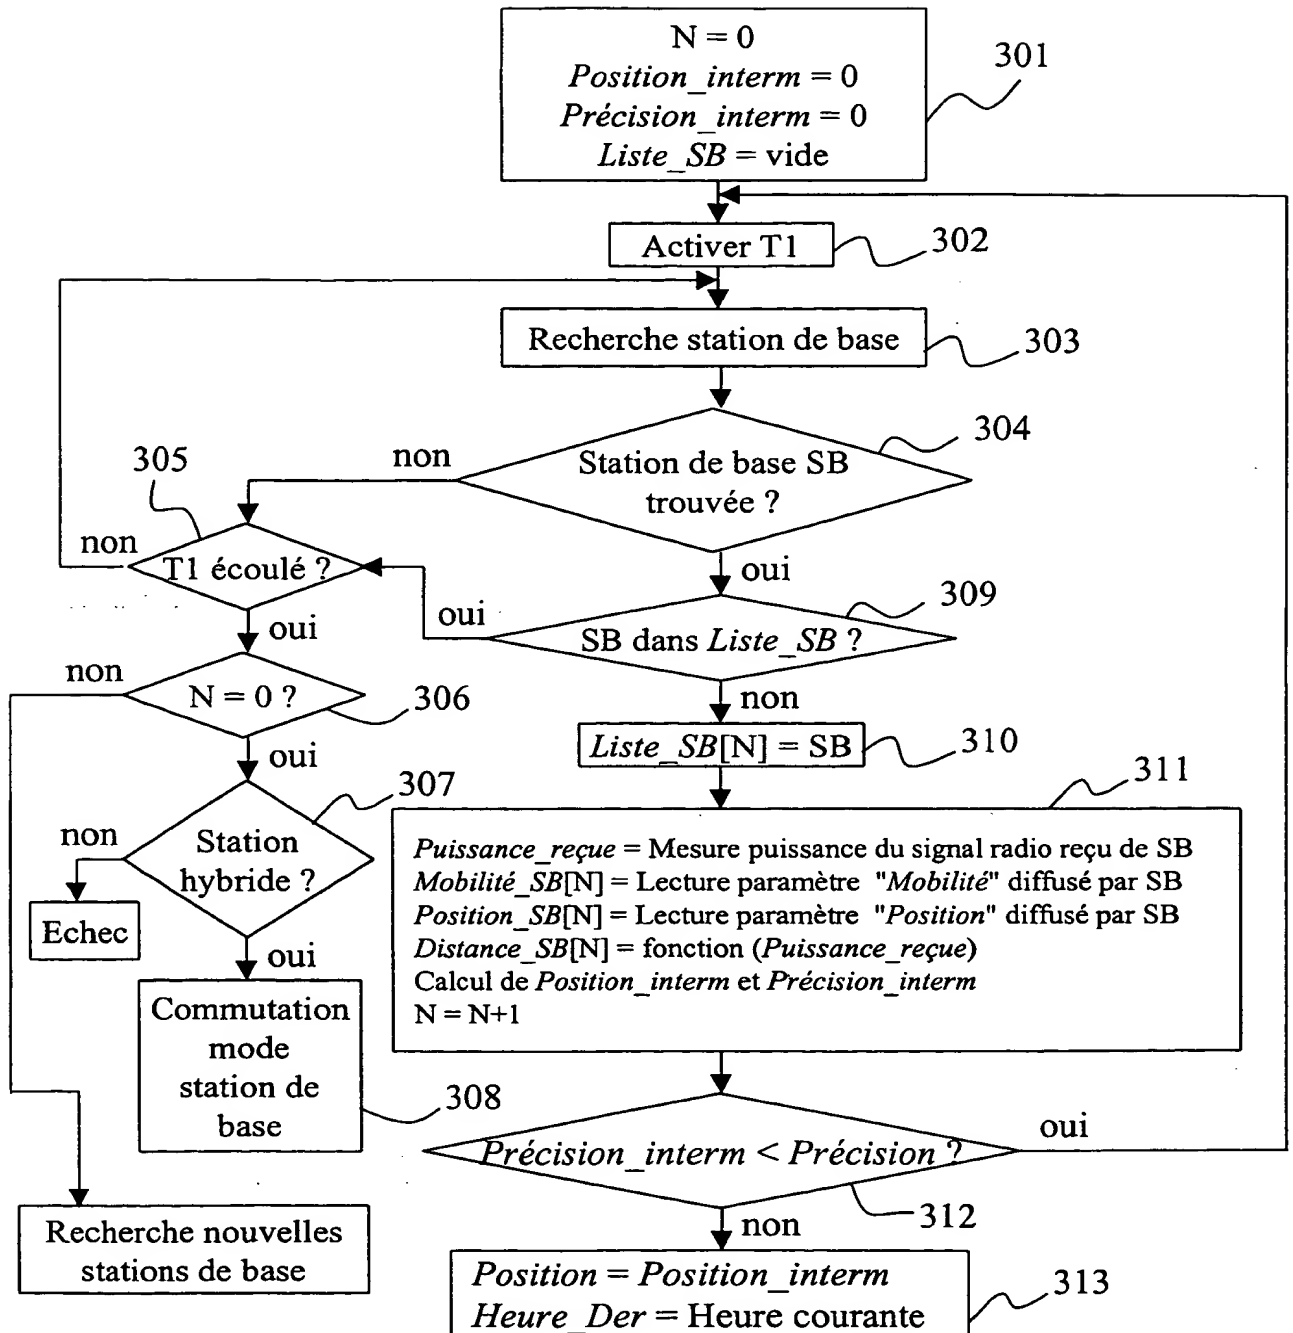 N = 0
Position_interm = 0
Précision_interm = 0
Liste_SB = vide
301
Activer T1
302
Recherche station de base
303
304
Station de base SB
trouvée ?
non
305
non
T1 écoulé ?
oui
oui
309
SB dans Liste_SB ?
oui
non
N = 0 ?
306
non
Liste_SB[N] = SB
310
oui
307
Station
hybride ?
non
Echec
oui
311
Puissance_reçue = Mesure puissance du signal radio reçu de SB
Mobilité_SB[N] = Lecture paramètre "Mobilité" diffusé par SB
Position_SB[N] = Lecture paramètre "Position" diffusé par SB
Distance_SB[N] = fonction (Puissance_reçue)
Calcul de Position_interm et Précision_interm
N = N+1
Commutation
mode
station de
base
308
Précision_interm < Précision ?
oui
312
non
Recherche nouvelles
stations de base
Position = Position_interm
Heure_Der = Heure courante
313